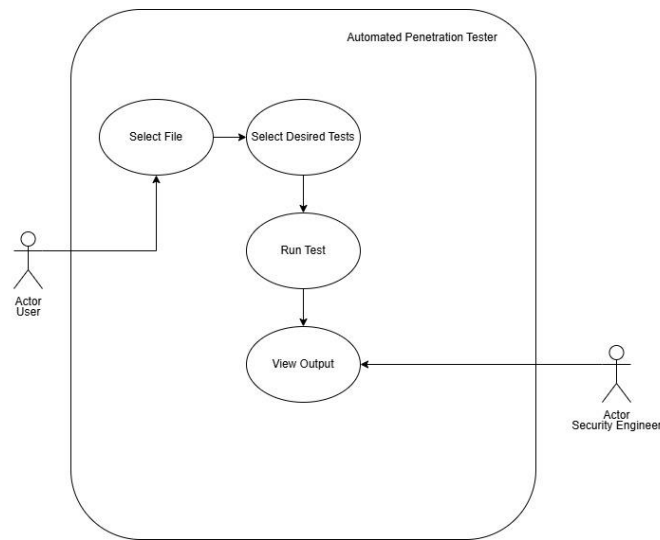 Automated Penetration Tester
Select File
Select Desired Tests
Run Test
Actor
User
View Output
Actor
Security Engineer